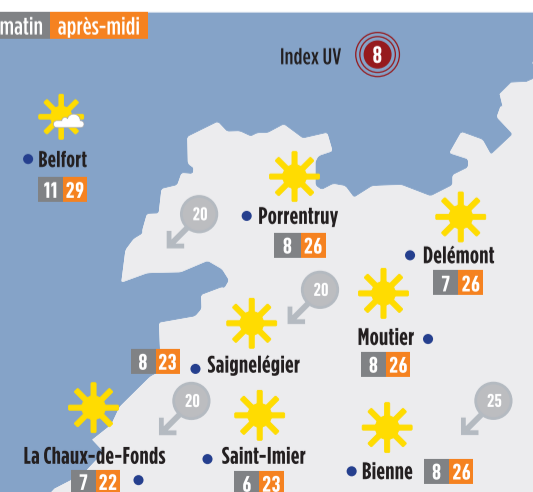 matin après-midi
Index UV 8
Belfort
11 29
20
Porrentruy
8 26
Delémont
7 26
20
Moutier
8 26
8 23 Saignelégier
20
25
La Chaux-de-Fonds
7 22
Saint-Imier
6 23
Bienne 8 26